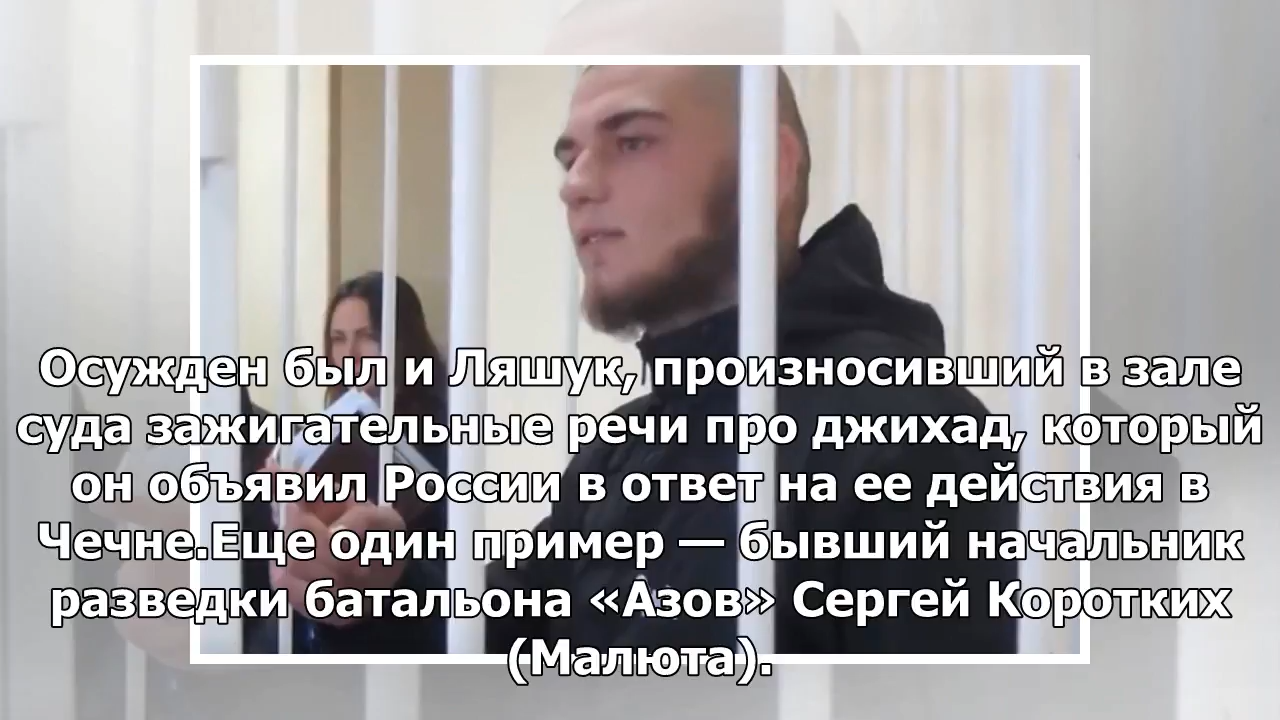 Осужден был и Ляшук, произносивший в зале
суда зажигательные речи про джихад, который
он объявил России в ответ на ее действия в
Чечне.Еще один пример — бывший начальник
разведки батальона «Азов» Сергей Коротких
(Малюта).